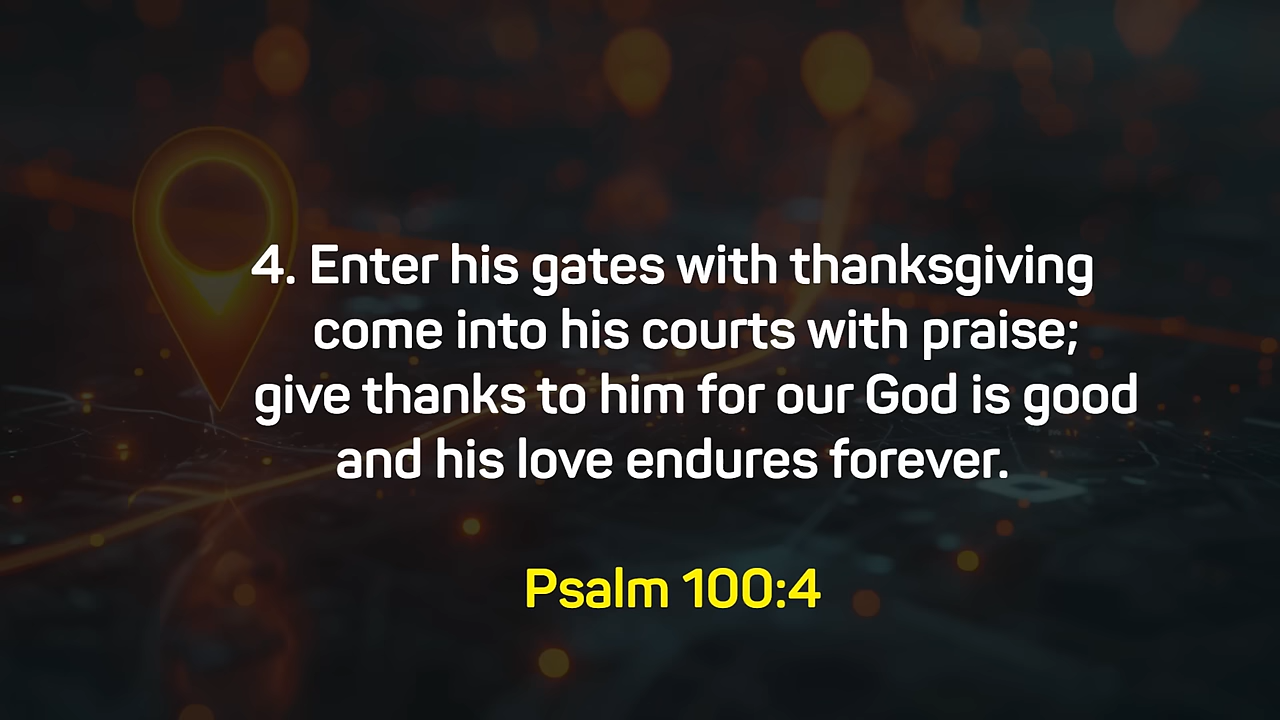 4. Enter his gates with thanksgiving
come into his courts with praise;
give thanks to him for our God is good
and his love endures forever.
Psalm 100:4